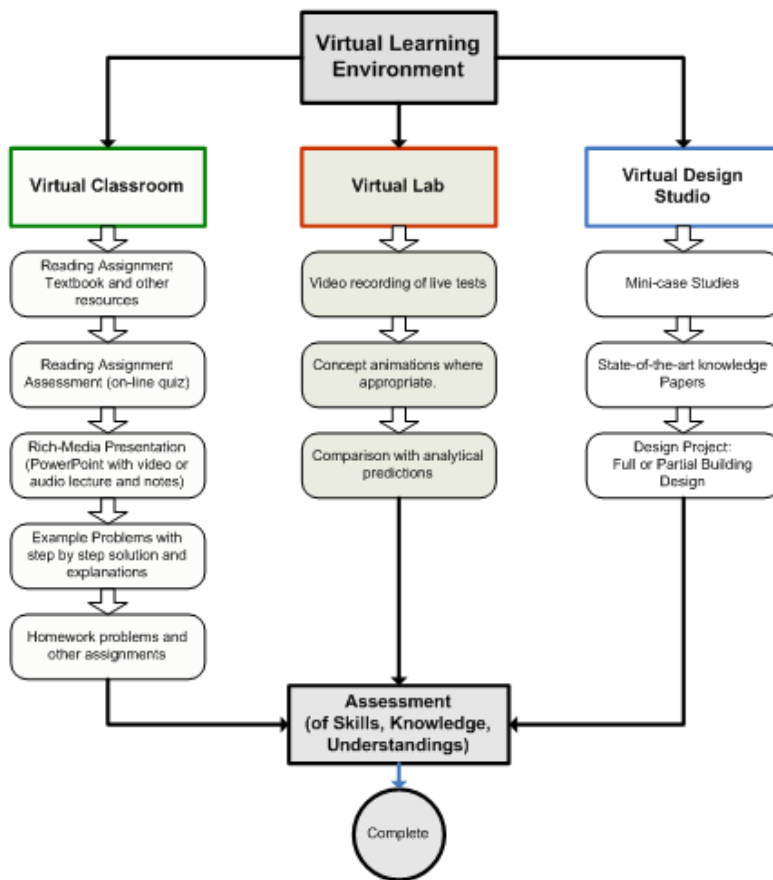 Virtual Learning
Environment
Virtual Classroom
Reading Assignment
Textbook and other
resources
Reading Assignment
Assessment (on-line quiz)
Rich-Media Presentation
(PowerPoint with video or
audio lecture and notes)
Example Problems with
step by step solution and
explanations
Homework problems and
other assignments
Virtual Lab
Video recording of live tests
Concept animations where
appropriate.
Comparison with analytical
predictions
Virtual Design
Studio
Mini-case Studies
State-of-the-art knowledge
Papers
Design Project:
Full or Partial Building
Design
Assessment
(of Skills, Knowledge,
Understandings)
Complete